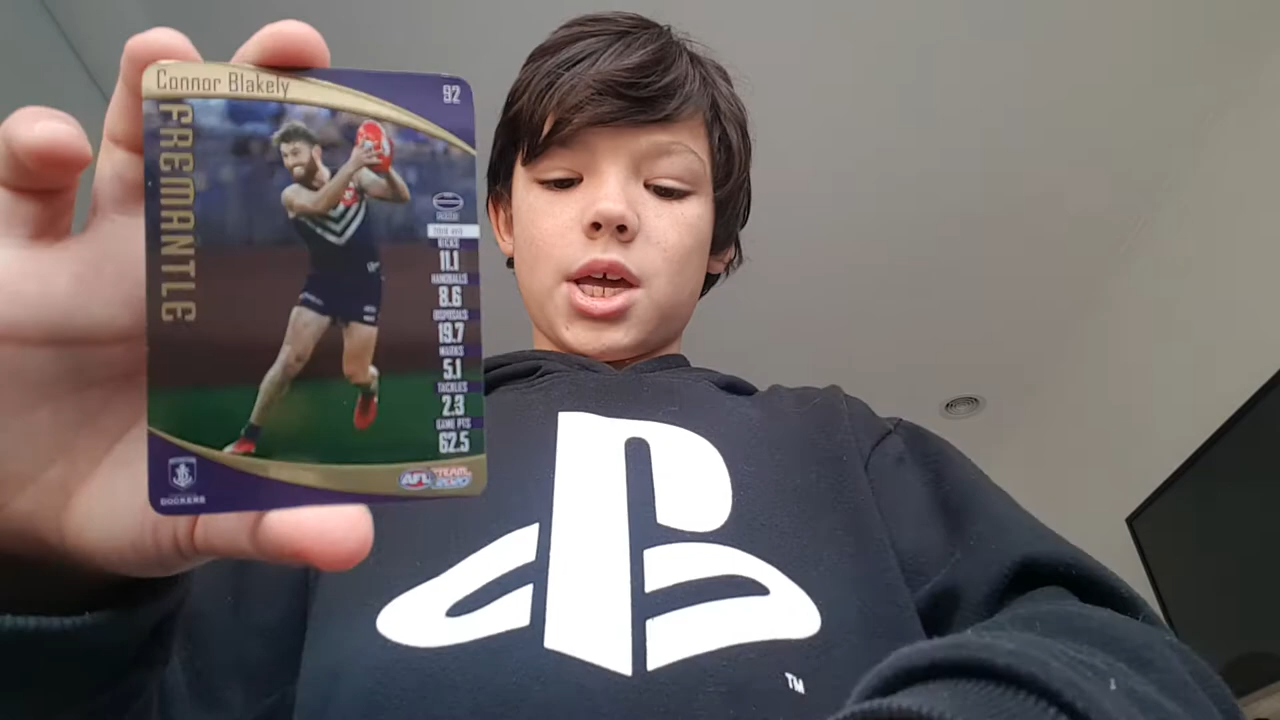 Connor Blakely
92
FREMANTLE
KICKS
11.1
HANDBALLS
8.6
DISPOSALS
19.7
MARKS
5.1
TACKLES
2.3
GAME PTS
62.5
DOCKERS
AFL TEAM
2020
TM